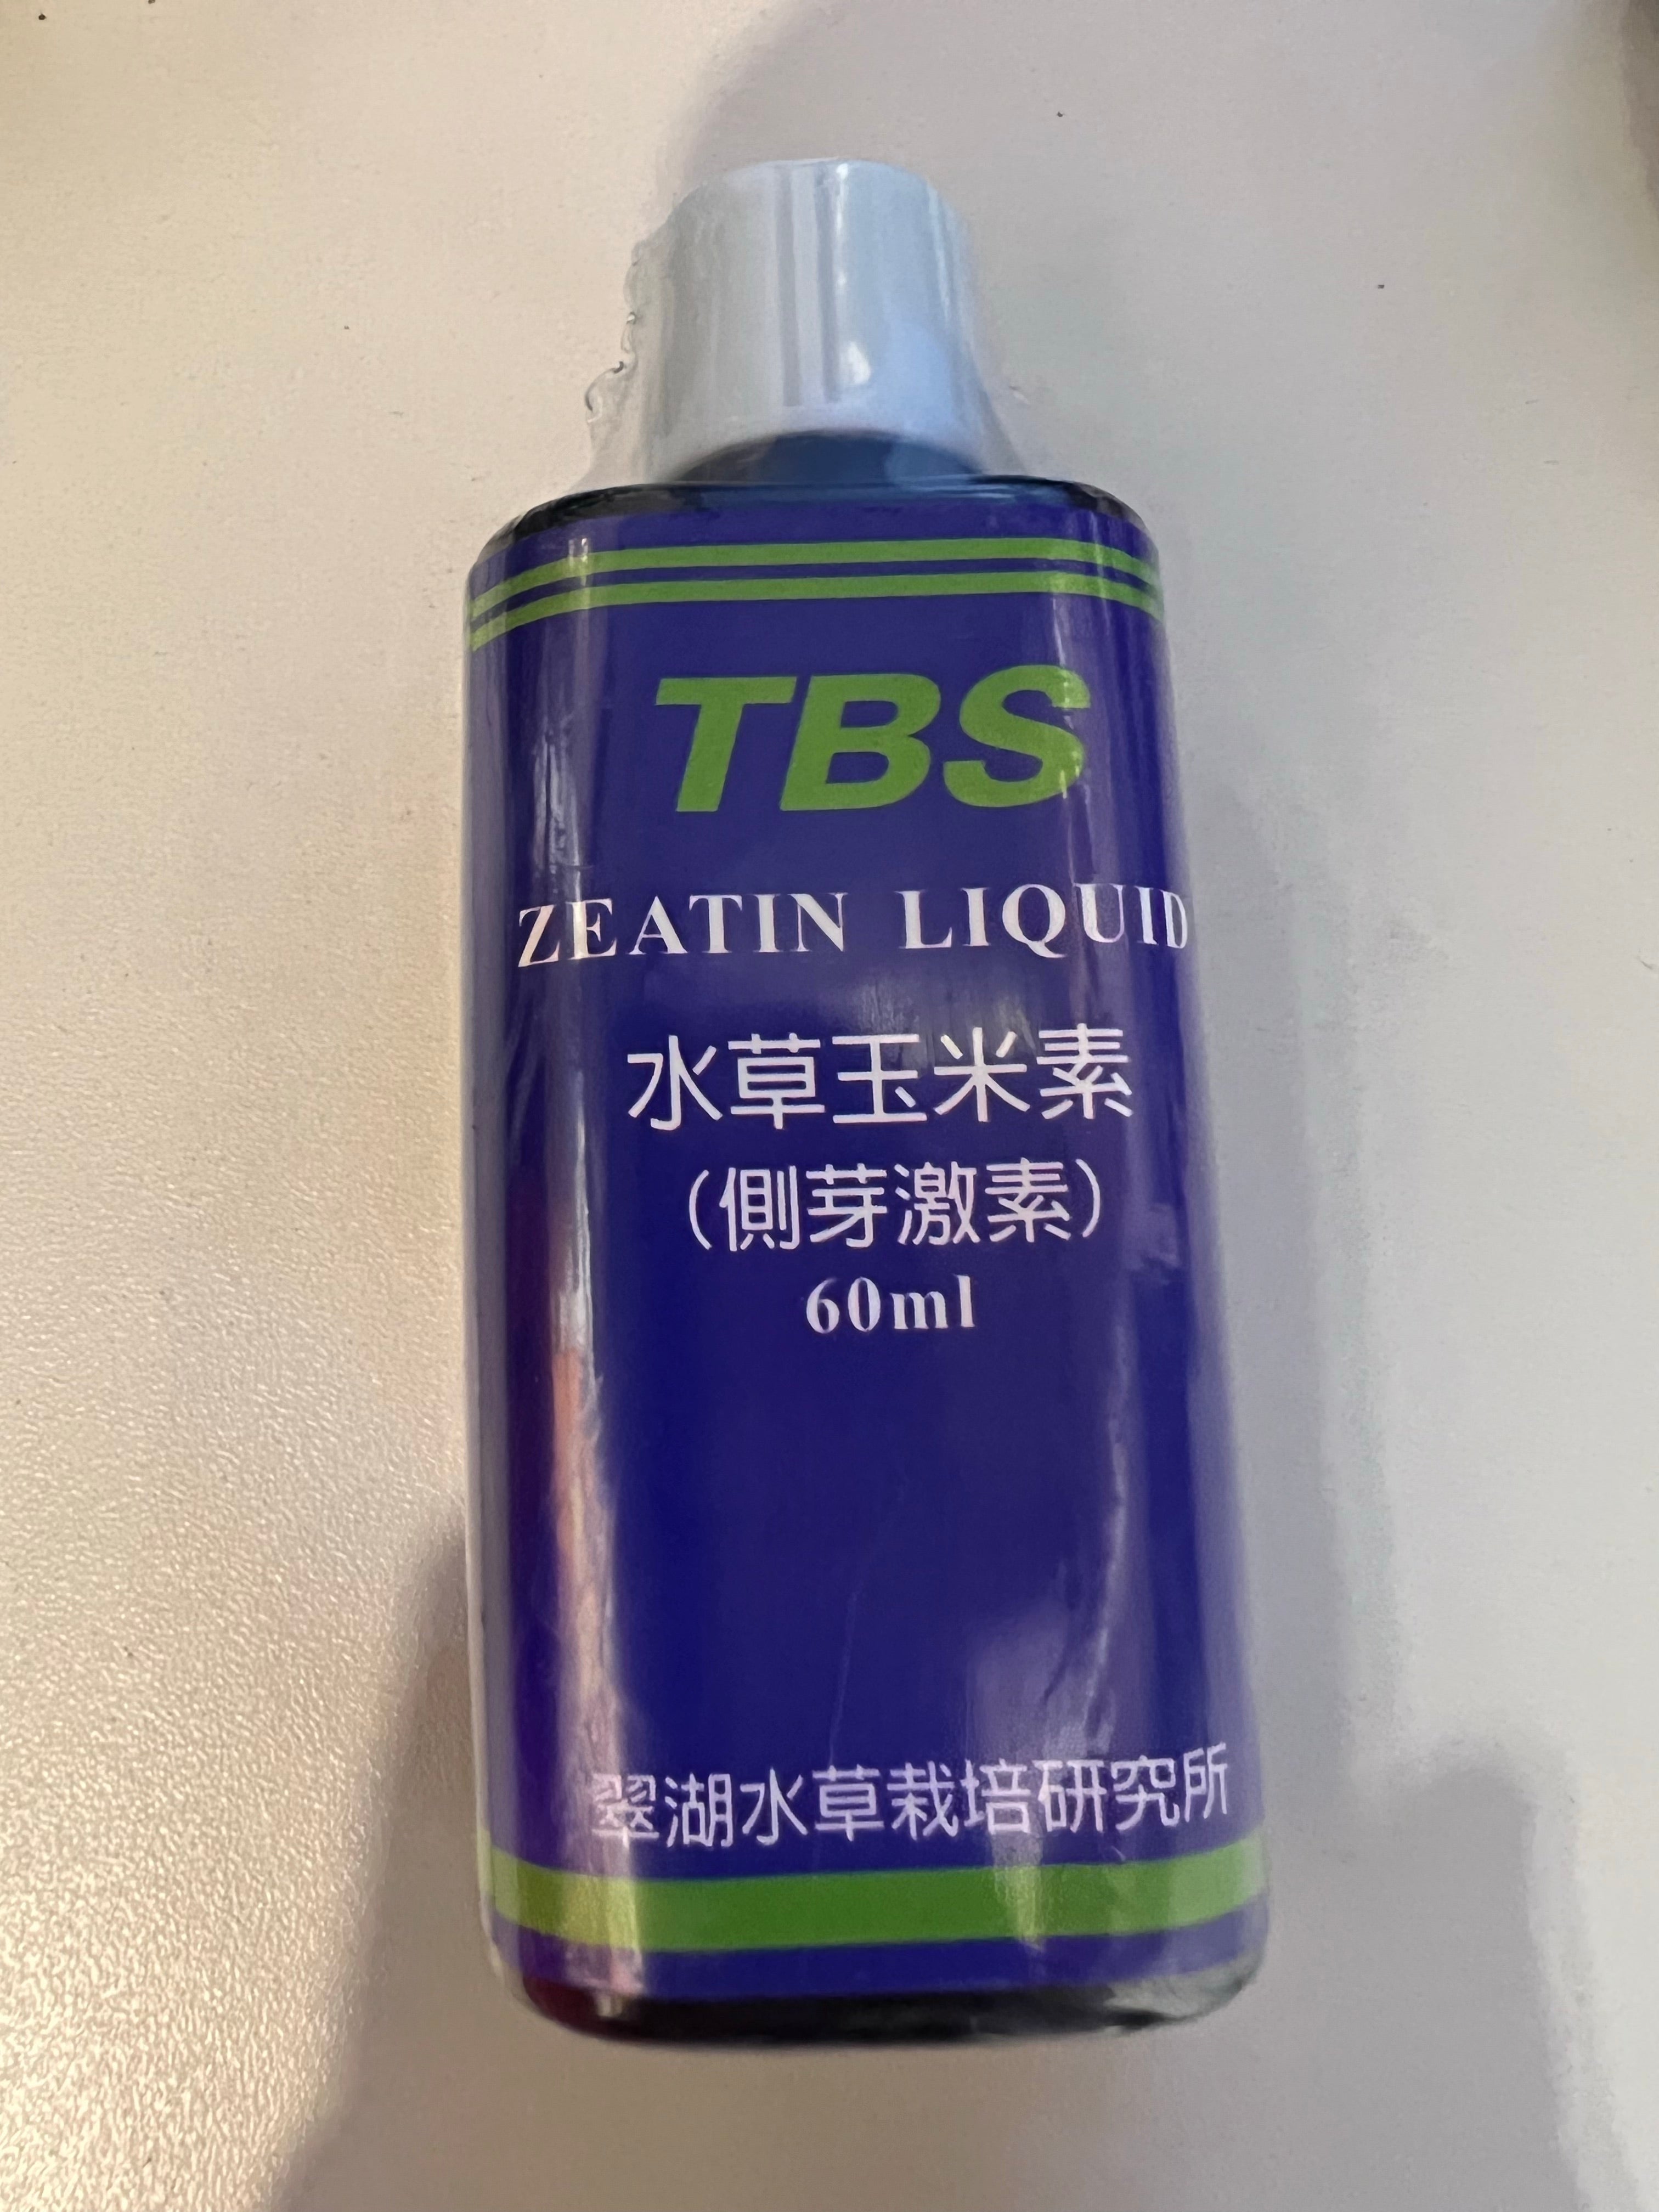 TBS
ZEATIN LIQUID
水草玉米素
（側芽激素）
60ml
翠湖水草栽培研究所